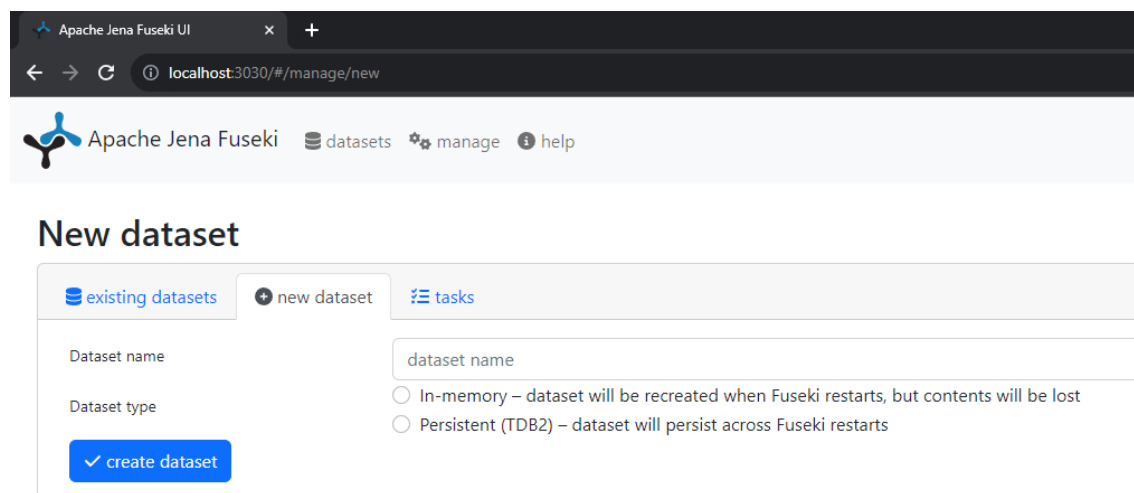 Apache Jena Fuseki UI
localhost:3030/#/manage/new
Apache Jena Fuseki datasets manage help
New dataset
existing datasets new dataset tasks
Dataset name dataset name
Dataset type In-memory – dataset will be recreated when Fuseki restarts, but contents will be lost
Persistent (TDB2) – dataset will persist across Fuseki restarts
create dataset